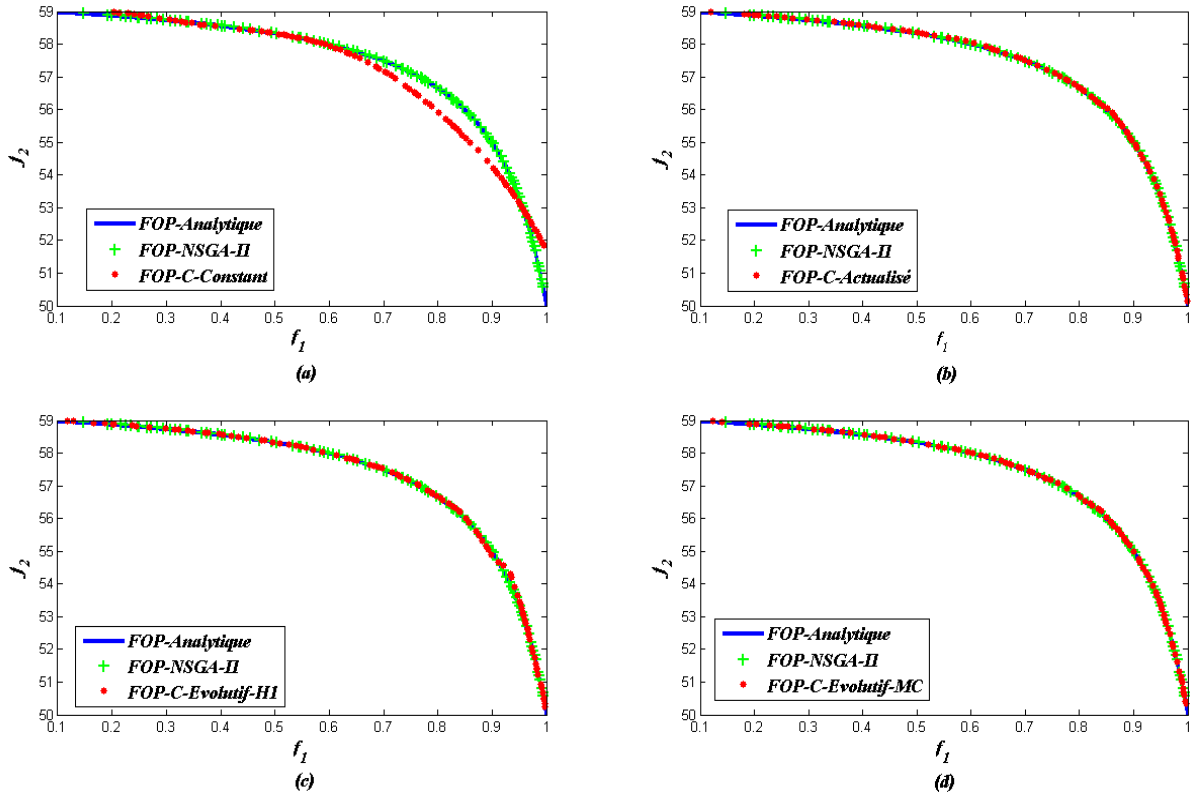 59
58
57
56
55
54
53
52
51
50
f2
FOP-Analytique
FOP-NSGA-II
FOP-C-Constant
0.1 0.2 0.3 0.4 0.5 0.6 0.7 0.8 0.9 1
f1
(a)
59
58
57
56
55
54
53
52
51
50
f2
FOP-Analytique
FOP-NSGA-II
FOP-C-Actualisé
0.1 0.2 0.3 0.4 0.5 0.6 0.7 0.8 0.9 1
f1
(b)
59
58
57
56
55
54
53
52
51
50
f2
FOP-Analytique
FOP-NSGA-II
FOP-C-Evolutif-H1
0.1 0.2 0.3 0.4 0.5 0.6 0.7 0.8 0.9 1
f1
(c)
59
58
57
56
55
54
53
52
51
50
f2
FOP-Analytique
FOP-NSGA-II
FOP-C-Evolutif-MC
0.1 0.2 0.3 0.4 0.5 0.6 0.7 0.8 0.9 1
f1
(d)